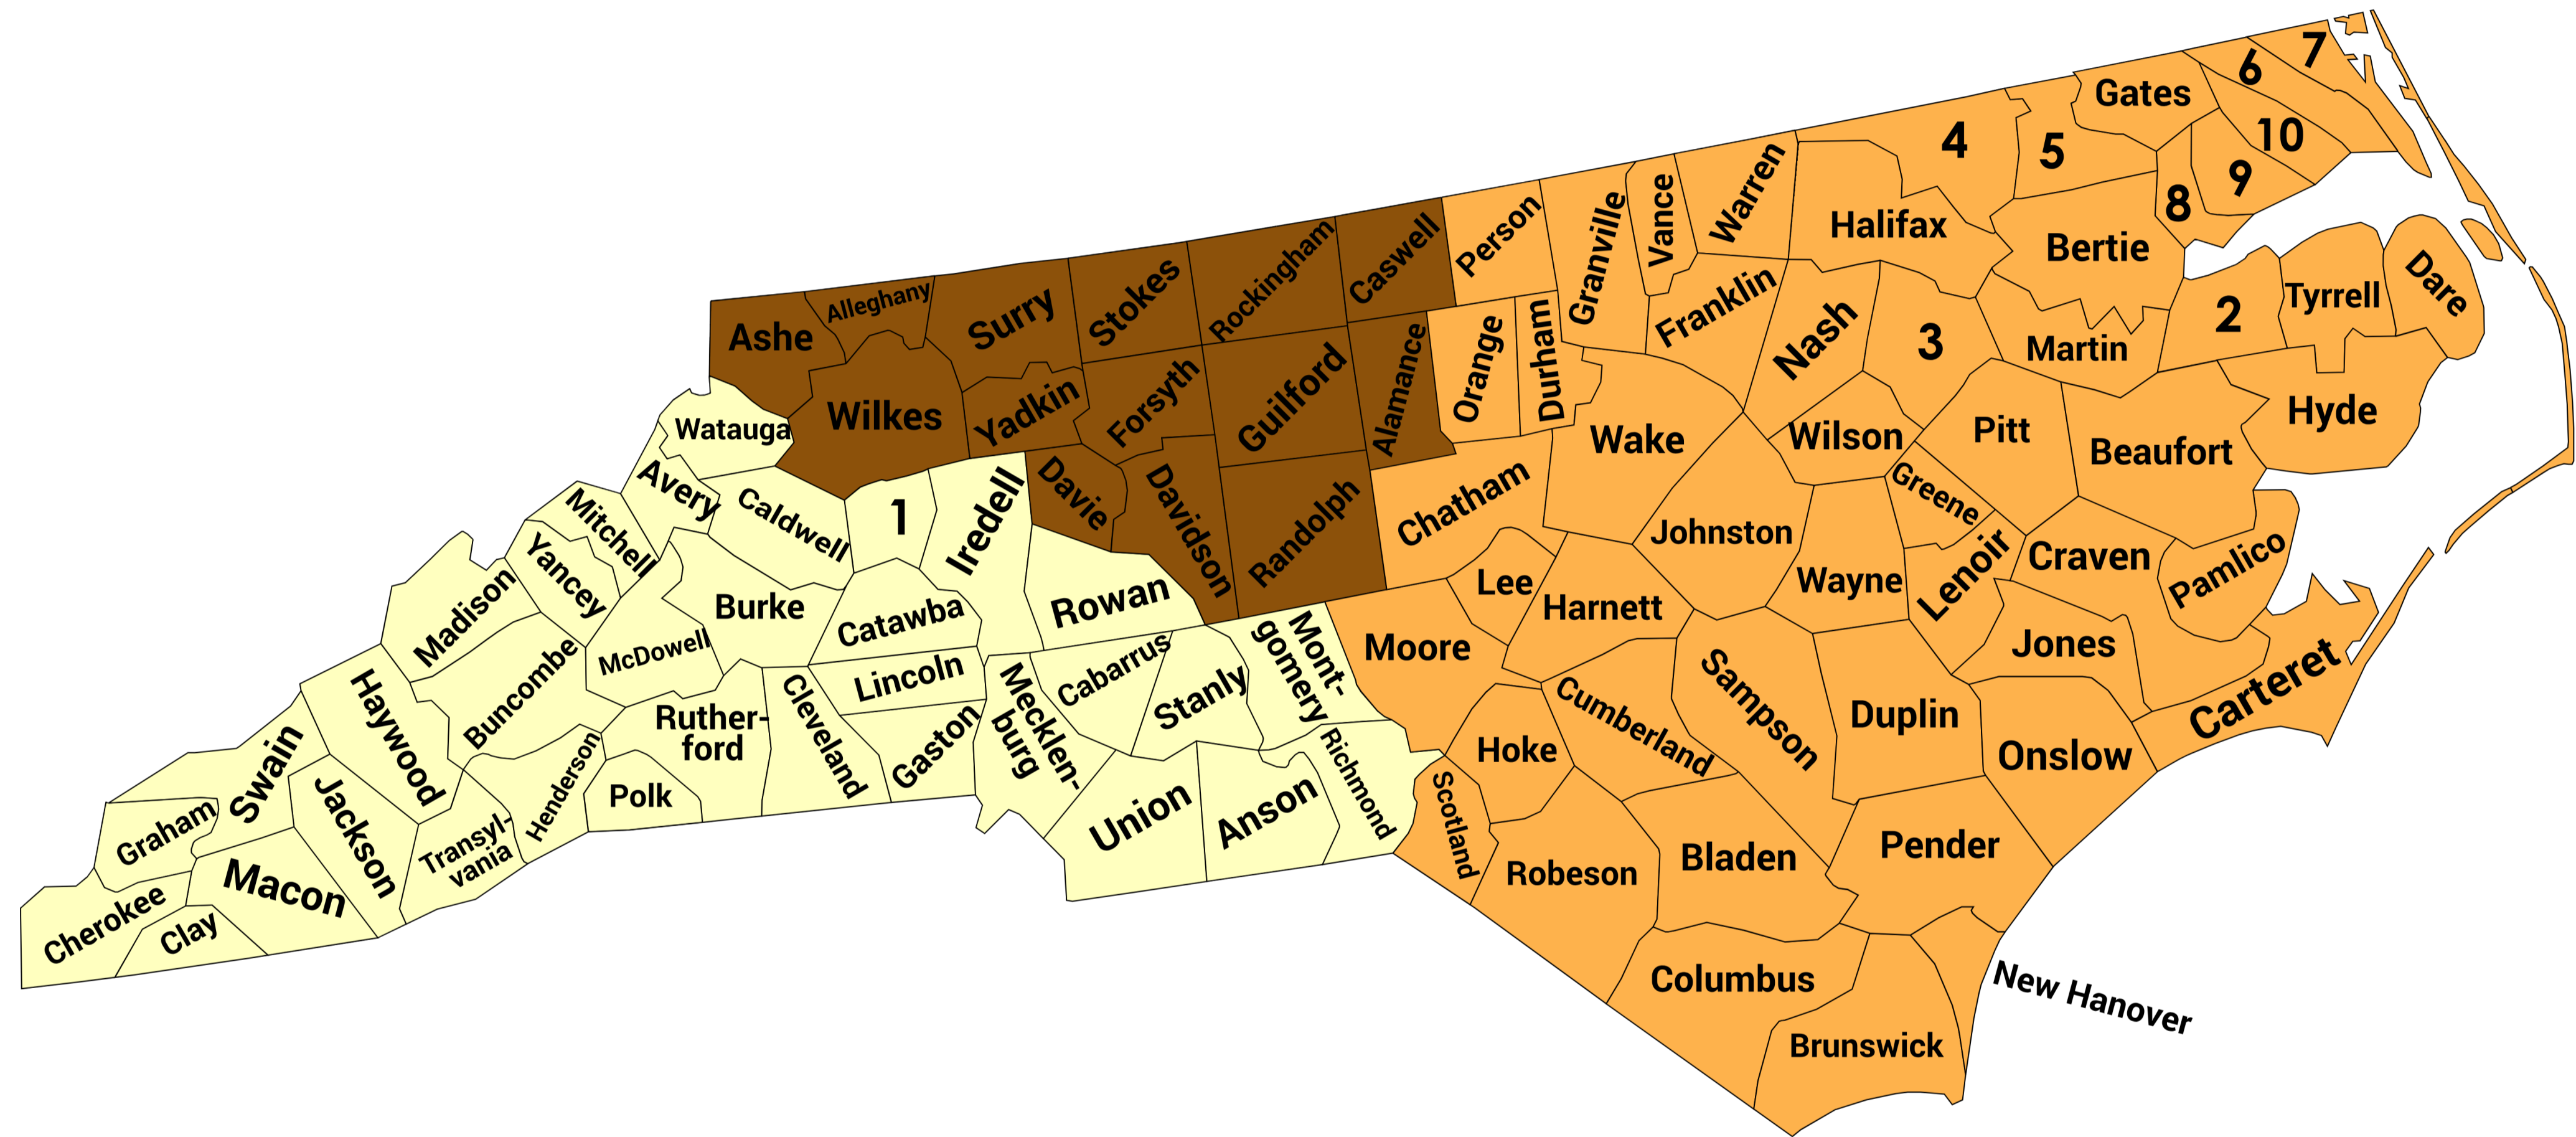 Ashe
Alleghany
Surry
Stokes
Rockingham
Caswell
Person
Granville
Vance
Warren
Halifax
4
5
Gates
6
7
10
9
8
Bertie
Watauga
Wilkes
Yadkin
Forsyth
Guilford
Alamance
Orange
Durham
Franklin
Nash
3
Martin
2
Tyrrell
Dare
Avery
Mitchell
Caldwell
1
Iredell
Davie
Davidson
Randolph
Chatham
Wake
Wilson
Pitt
Beaufort
Hyde
Greene
Johnston
Madison
Yancey
McDowell
Burke
Catawba
Rowan
Lee
Harnett
Wayne
Lenoir
Craven
Pamlico
Haywood
Buncombe
Ruther-
ford
Cleveland
Lincoln
Gaston
Mecklen-
burg
Cabarrus
Stanly
Mont-
gomery
Moore
Jones
Carteret
Swain
Jackson
Henderson
Polk
Richmond
Hoke
Cumberland
Sampson
Duplin
Onslow
Graham
Cherokee
Clay
Macon
Transyl-
vania
Union
Anson
Scotland
Robeson
Bladen
Pender
Columbus
Brunswick
New Hanover